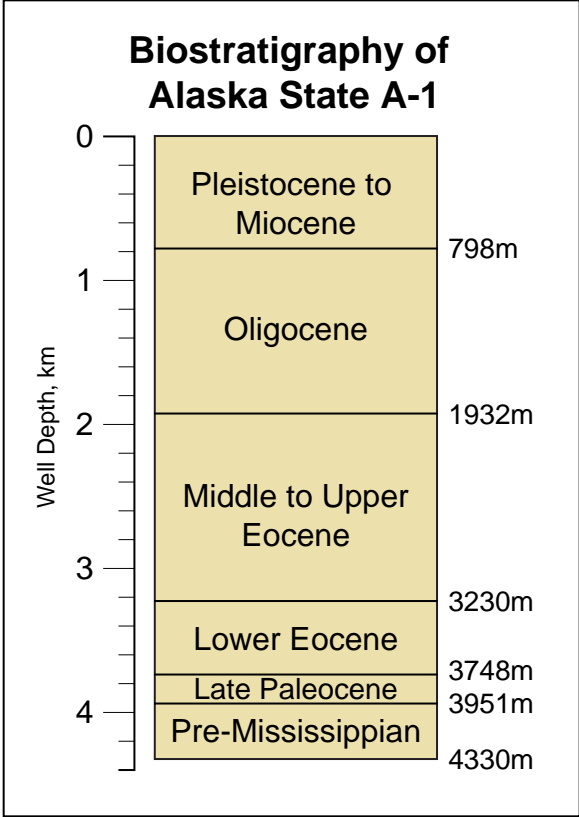 Biostratigraphy of
Alaska State A-1
0
Pleistocene to
Miocene
798m
1
Oligocene
1932m
2
Well Depth, km
Middle to Upper
Eocene
3
3230m
Lower Eocene
3748m
Late Paleocene
3951m
4
Pre-Mississippian
4330m